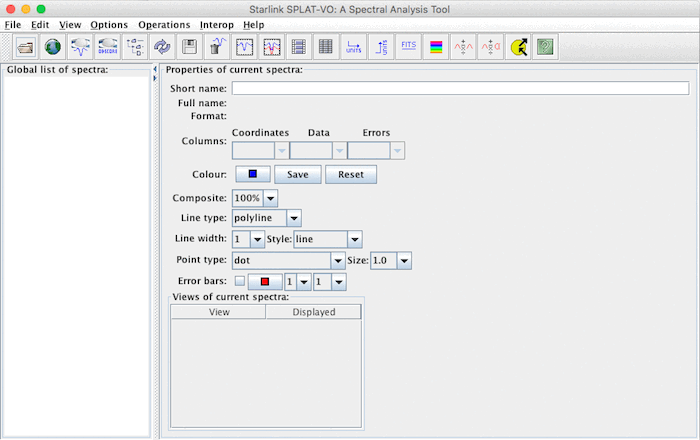 Starlink SPLAT-VO: A Spectral Analysis Tool
File Edit View Options Operations Interop Help
OBSCORE UNITS FITS
Global list of spectra:
Properties of current spectra:
Short name:
Full name:
Format:
Coordinates Data Errors
Columns:
Colour: Save Reset
Composite: 100%
Line type: polyline
Line width: 1 Style: line
Point type: dot Size: 1.0
Error bars: 1 1
Views of current spectra:
View Displayed